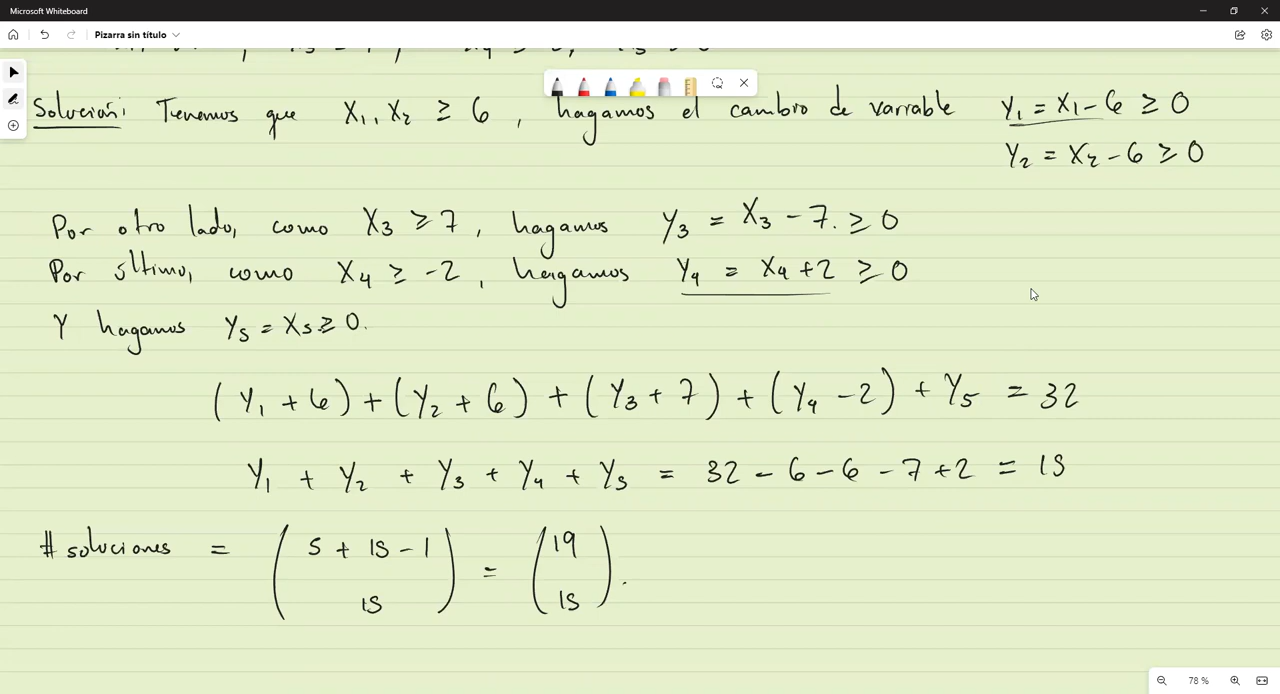 Microsoft Whiteboard
Pizarra sin título
Solución: Tenemos que X₁, X₂ ≥ 6, hagamos el cambio de variable Y₁ = X₁ - 6 ≥ 0
Y₂ = X₂ - 6 ≥ 0
Por otro lado, como X₃ ≥ 7, hagamos Y₃ = X₃ - 7. ≥ 0
Por último, como X₄ ≥ -2, hagamos Y₄ = X₄ + 2 ≥ 0
Y hagamos Y₅ = X₅ ≥ 0.
(Y₁ + 6) + (Y₂ + 6) + (Y₃ + 7) + (Y₄ - 2) + Y₅ = 32
Y₁ + Y₂ + Y₃ + Y₄ + Y₅ = 32 - 6 - 6 - 7 + 2 = 15
# soluciones = (5 + 15 - 1
15) = (19
15).
78 %